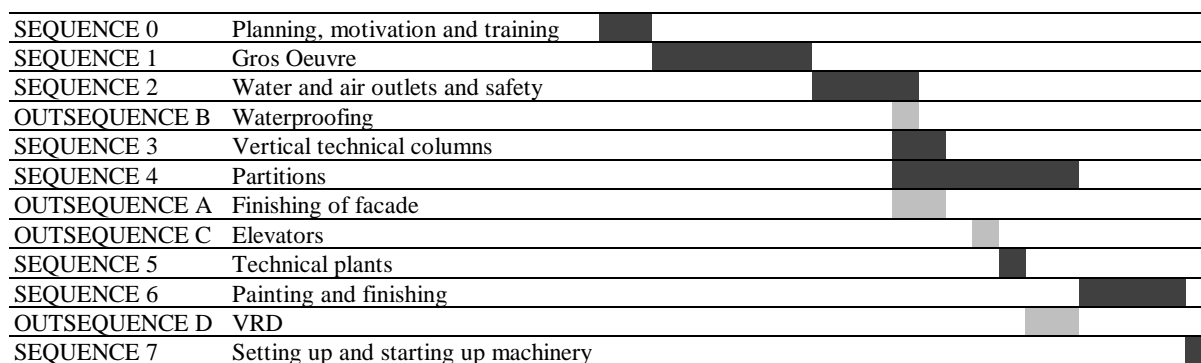 SEQUENCE 0 Planning, motivation and training
SEQUENCE 1 Gros Oeuvre
SEQUENCE 2 Water and air outlets and safety
OUTSEQUENCE B Waterproofing
SEQUENCE 3 Vertical technical columns
SEQUENCE 4 Partitions
OUTSEQUENCE A Finishing of facade
OUTSEQUENCE C Elevators
SEQUENCE 5 Technical plants
SEQUENCE 6 Painting and finishing
OUTSEQUENCE D VRD
SEQUENCE 7 Setting up and starting up machinery